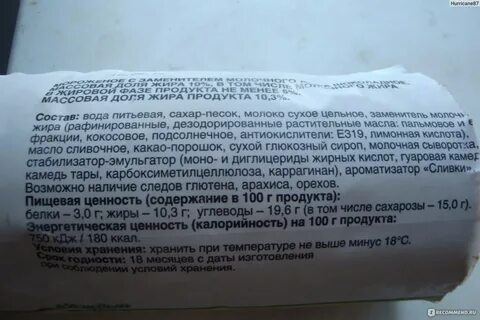 Hurricane87
МОРОЖЕНОЕ С ЗАМЕНИТЕЛЕМ МОЛОЧНОГО
МАССОВАЯ ДОЛЯ ЖИРА 10%, В ТОМ ЧИСЛЕ ЖИРА
В ЖИРОВОЙ ФАЗЕ ПРОДУКТА НЕ МЕНЕЕ
МАССОВАЯ ДОЛЯ ЖИРА ПРОДУКТА 10,3%.
Состав: вода питьевая, сахар-песок, молоко сухое цельное, заменитель молочн
жира (рафинированные, дезодорированные растительные масла: пальмовое и
фракции, кокосовое, подсолнечное, антиокислители: Е319, лимонная кислота),
масло сливочное, какао-порошок, сухой глюкозный сироп, молочная сыворотка,
стабилизатор-эмульгатор (моно- и диглицериды жирных кислот, гуаровая камед
камедь тары, карбоксиметилцеллюлоза, каррагинан), ароматизатор «Сливки»
Возможно наличие следов глютена, арахиса, орехов.
Пищевая ценность (содержание в 100 г продукта):
белки – 3,0 г; жиры – 10,3 г; углеводы – 19,6 г (в том числе сахарозы – 15,0 г).
Энергетическая ценность (калорийность) на 100 г продукта:
750 кДж / 180 ккал.
Условия хранения: хранить при температуре не выше минус 18°С.
Срок годности: 18 месяцев с даты изготовления
при соблюдении условий хранения.
RECOMMEND.RU